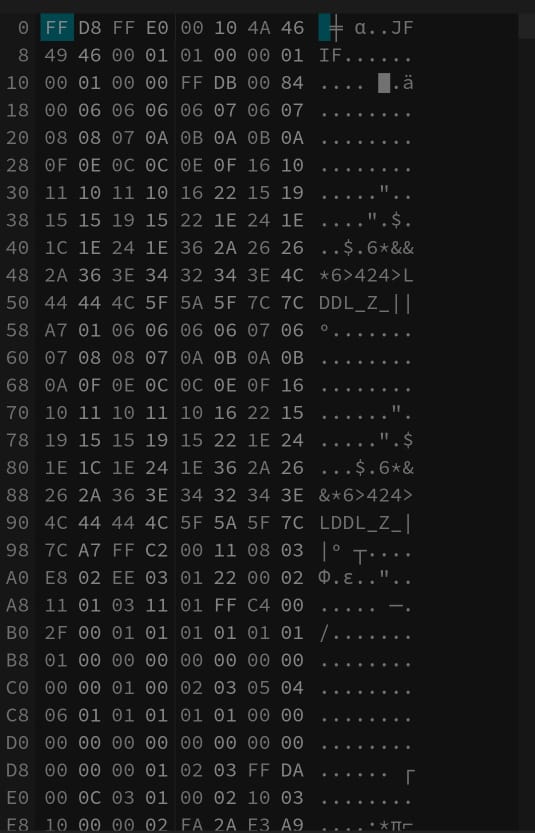 0 FF D8 FF E0 00 10 4A 46 ╪ α..JF
8 49 46 00 01 01 00 00 01 IF......
10 00 01 00 00 FF DB 00 84 .... █.ä
18 00 06 06 06 06 07 06 07 ........
20 08 08 07 0A 0B 0A 0B 0A ........
28 0F 0E 0C 0C 0E 0F 16 10 ........
30 11 10 11 10 16 22 15 19 ....."..
38 15 15 19 15 22 1E 24 1E ....".$.
40 1C 1E 24 1E 36 2A 26 26 ..$.6*&&
48 2A 36 3E 34 32 34 3E 4C *6>424>L
50 44 44 4C 5F 5A 5F 7C 7C DDL_Z_||
58 A7 01 06 06 06 06 07 06 º.......
60 07 08 08 07 0A 0B 0A 0B ........
68 0A 0F 0E 0C 0C 0E 0F 16 ........
70 10 11 10 11 10 16 22 15 ......".
78 19 15 15 19 15 22 1E 24 .....".$
80 1E 1C 1E 24 1E 36 2A 26 ...$.6*&
88 26 2A 36 3E 34 32 34 3E &*6>424>
90 4C 44 44 4C 5F 5A 5F 7C LDDL_Z_|
98 7C A7 FF C2 00 11 08 03 |º ┬....
A0 E8 02 EE 03 01 22 00 02 Φ.ε.."..
A8 11 01 03 11 01 FF C4 00 ..... ─.
B0 2F 00 01 01 01 01 01 01 /.......
B8 01 00 00 00 00 00 00 00 ........
C0 00 00 01 00 02 03 05 04 ........
C8 06 01 01 01 01 01 00 00 ........
D0 00 00 00 00 00 00 00 00 ........
D8 00 00 00 01 02 03 FF DA ...... ┌
E0 00 0C 03 01 00 02 10 03 ........
E8 10 00 00 02 FA 2A E3 A9 ....·*π⌐